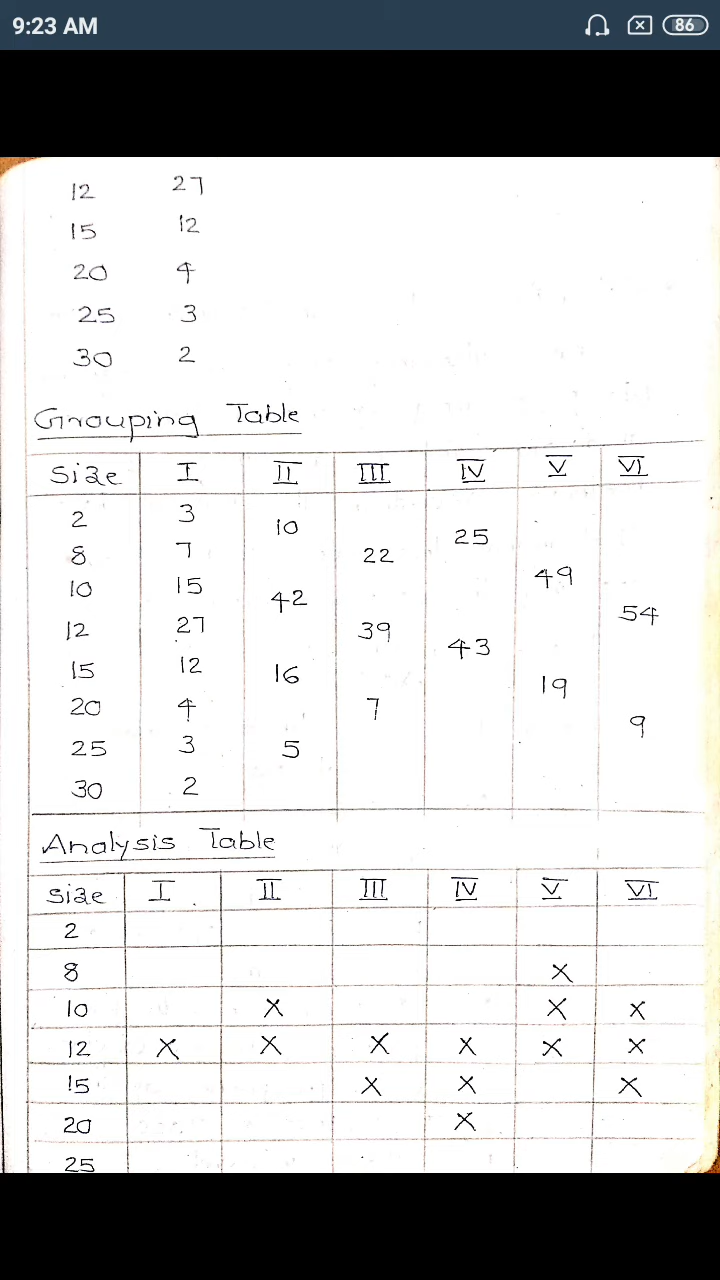 9:23 AM 86
12 27
15 12
20 4
25 3
30 2
Grouping Table
Size I II III IV V VI
2 3
10
25
8 7
22
49
10 15
42
54
12 27
39
43
15 12
16
19
20 4
7
9
25 3
5
30 2
Analysis Table
Size I II III IV V VI
2
8 X
10 X X X
12 X X X X X X
15 X X X
20 X
25